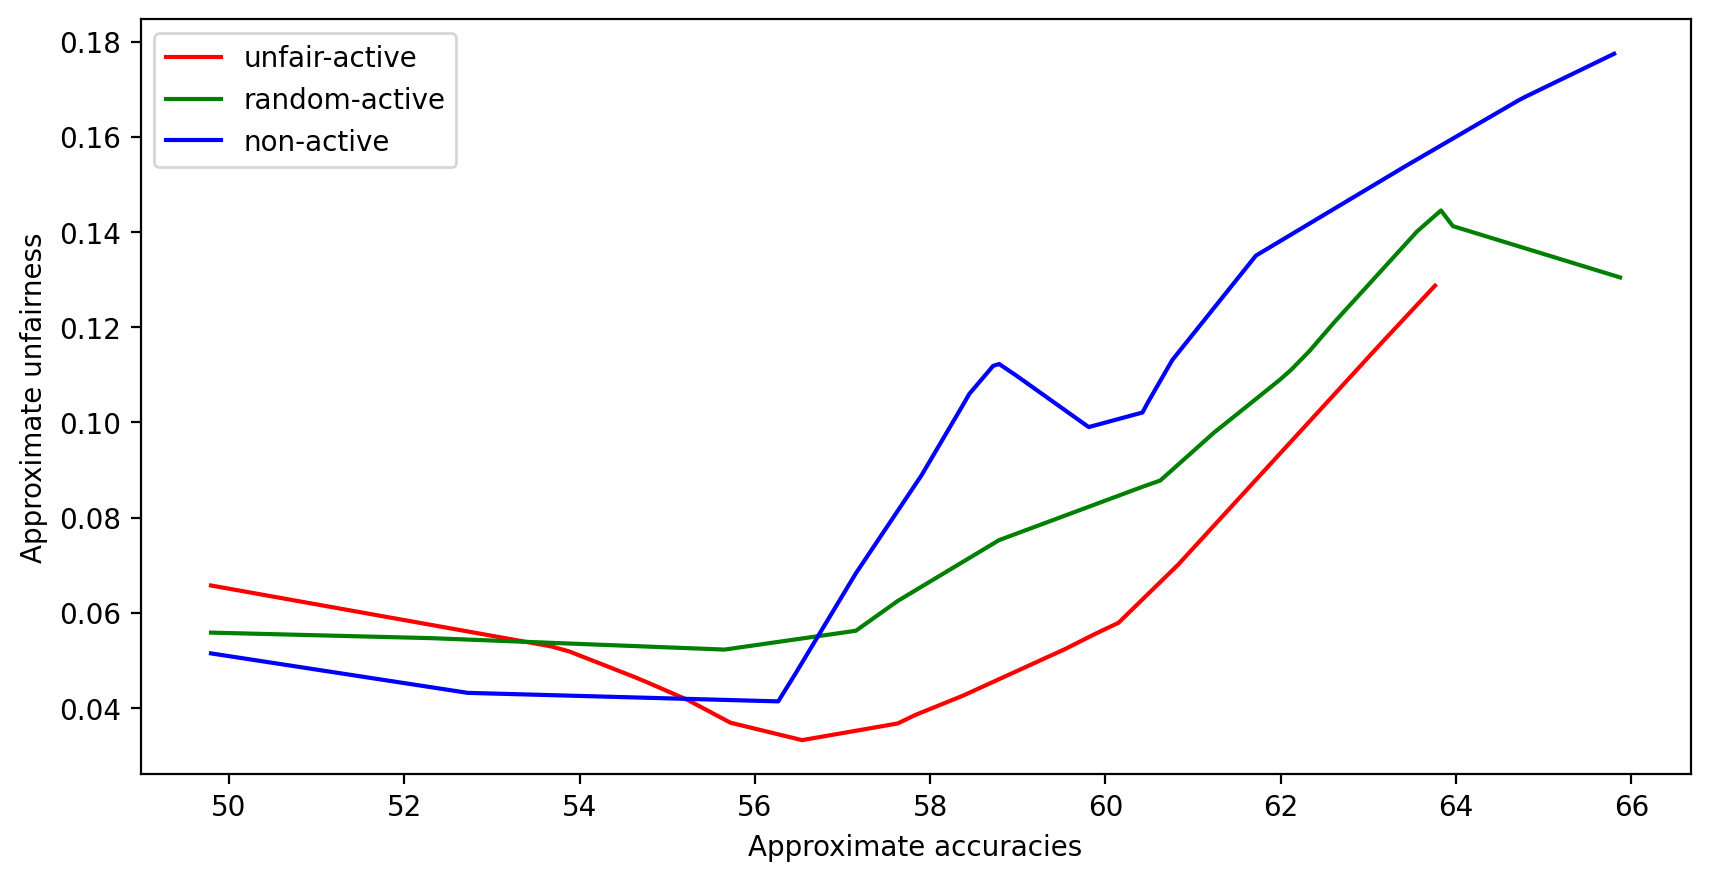 unfair-active
random-active
non-active
0.18
0.16
0.14
0.12
0.10
0.08
0.06
0.04
Approximate unfairness
50 52 54 56 58 60 62 64 66
Approximate accuracies